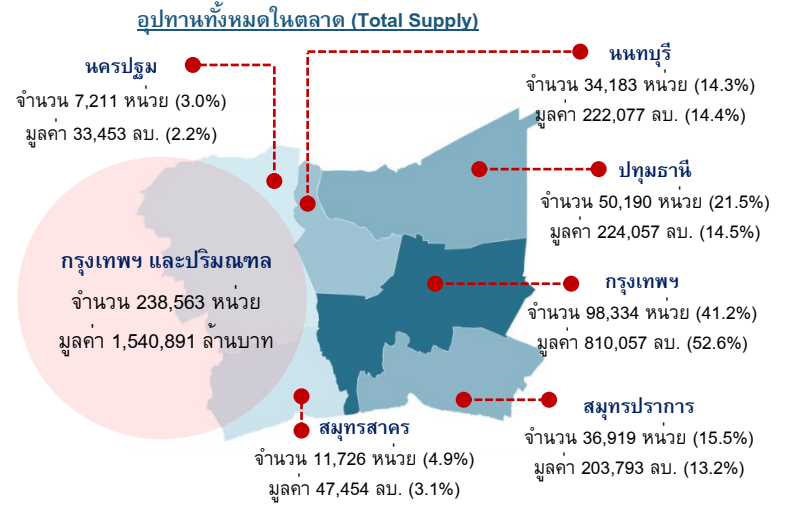 อุปทานทั้งหมดในตลาด (Total Supply)
นครปฐม
จำนวน 7,211 หน่วย (3.0%)
มูลค่า 33,453 ลบ. (2.2%)
นนทบุรี
จำนวน 34,183 หน่วย (14.3%)
มูลค่า 222,077 ลบ. (14.4%)
ปทุมธานี
จำนวน 50,190 หน่วย (21.5%)
มูลค่า 224,057 ลบ. (14.5%)
กรุงเทพฯ และปริมณฑล
จำนวน 238,563 หน่วย
มูลค่า 1,540,891 ล้านบาท
กรุงเทพฯ
จำนวน 98,334 หน่วย (41.2%)
มูลค่า 810,057 ลบ. (52.6%)
สมุทรปราการ
จำนวน 36,919 หน่วย (15.5%)
มูลค่า 203,793 ลบ. (13.2%)
สมุทรสาคร
จำนวน 11,726 หน่วย (4.9%)
มูลค่า 47,454 ลบ. (3.1%)